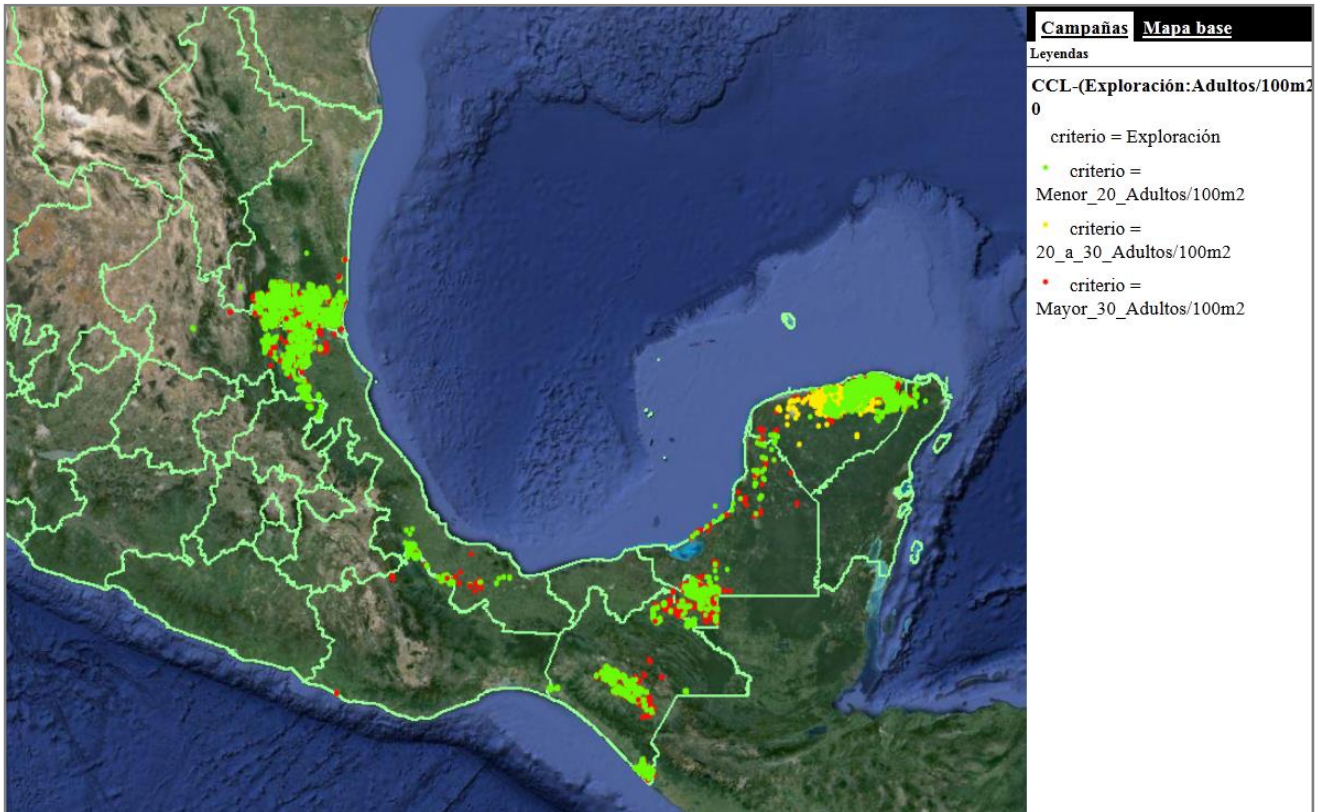 Campañas Mapa base
Leyendas
CCL-(Exploración:Adultos/100m2
0
criterio = Exploración
criterio =
Menor_20_Adultos/100m2
criterio =
20_a_30_Adultos/100m2
criterio =
Mayor_30_Adultos/100m2